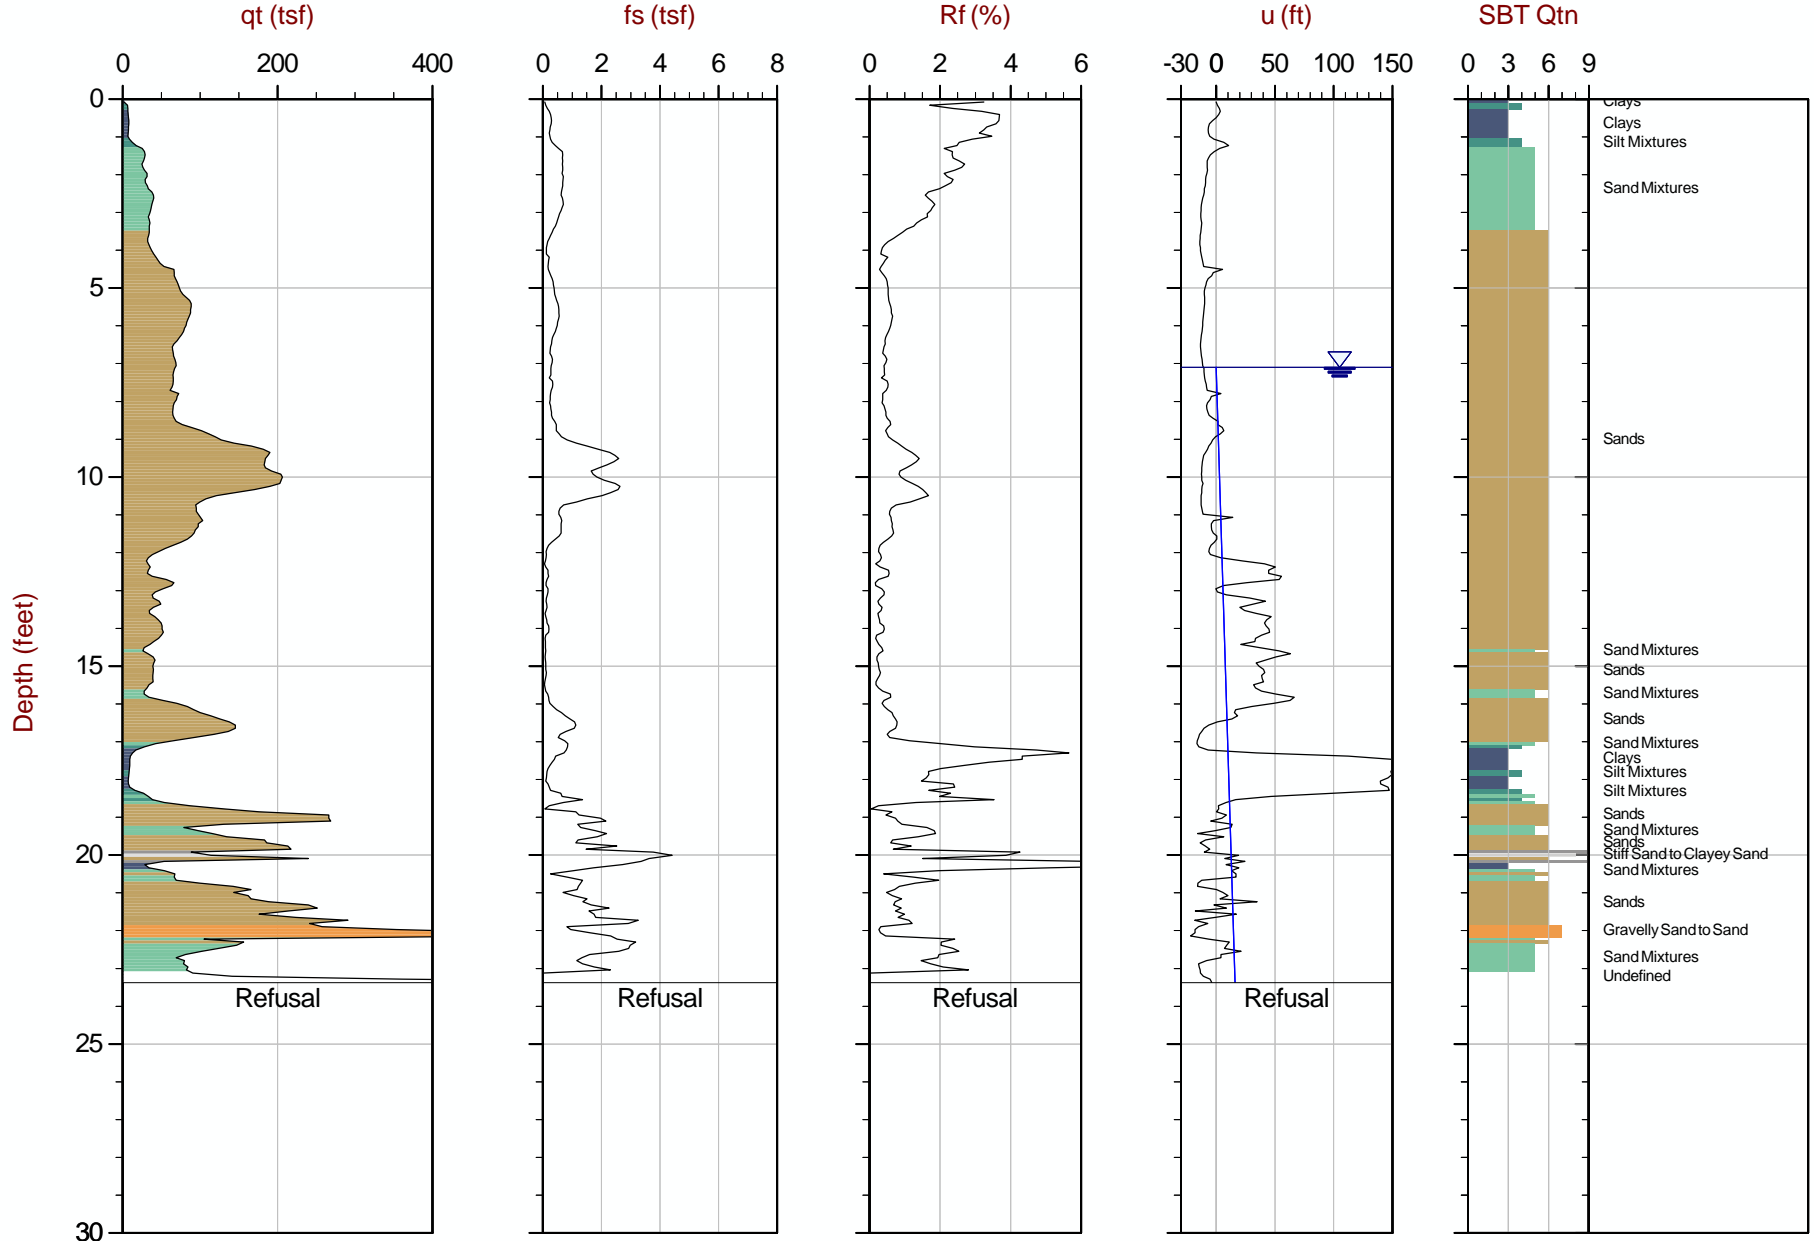 qt (tsf)
fs (tsf)
Rf (%)
u (ft)
SBT Qtn
0 200 400
0 2 4 6 8
0 2 4 6
-30 0 50 100 150
0 3 6 9
Depth (feet)
0
5
10
15
20
25
30
Clays
Clays
Silt Mixtures
Sand Mixtures
Sands
Sand Mixtures
Sands
Sand Mixtures
Sands
Sand Mixtures
Clays
Silt Mixtures
Silt Mixtures
Sands
Sand Mixtures
Sands
Stiff Sand to Clayey Sand
Sand Mixtures
Sands
Gravelly Sand to Sand
Sand Mixtures
Undefined
Refusal
Refusal
Refusal
Refusal